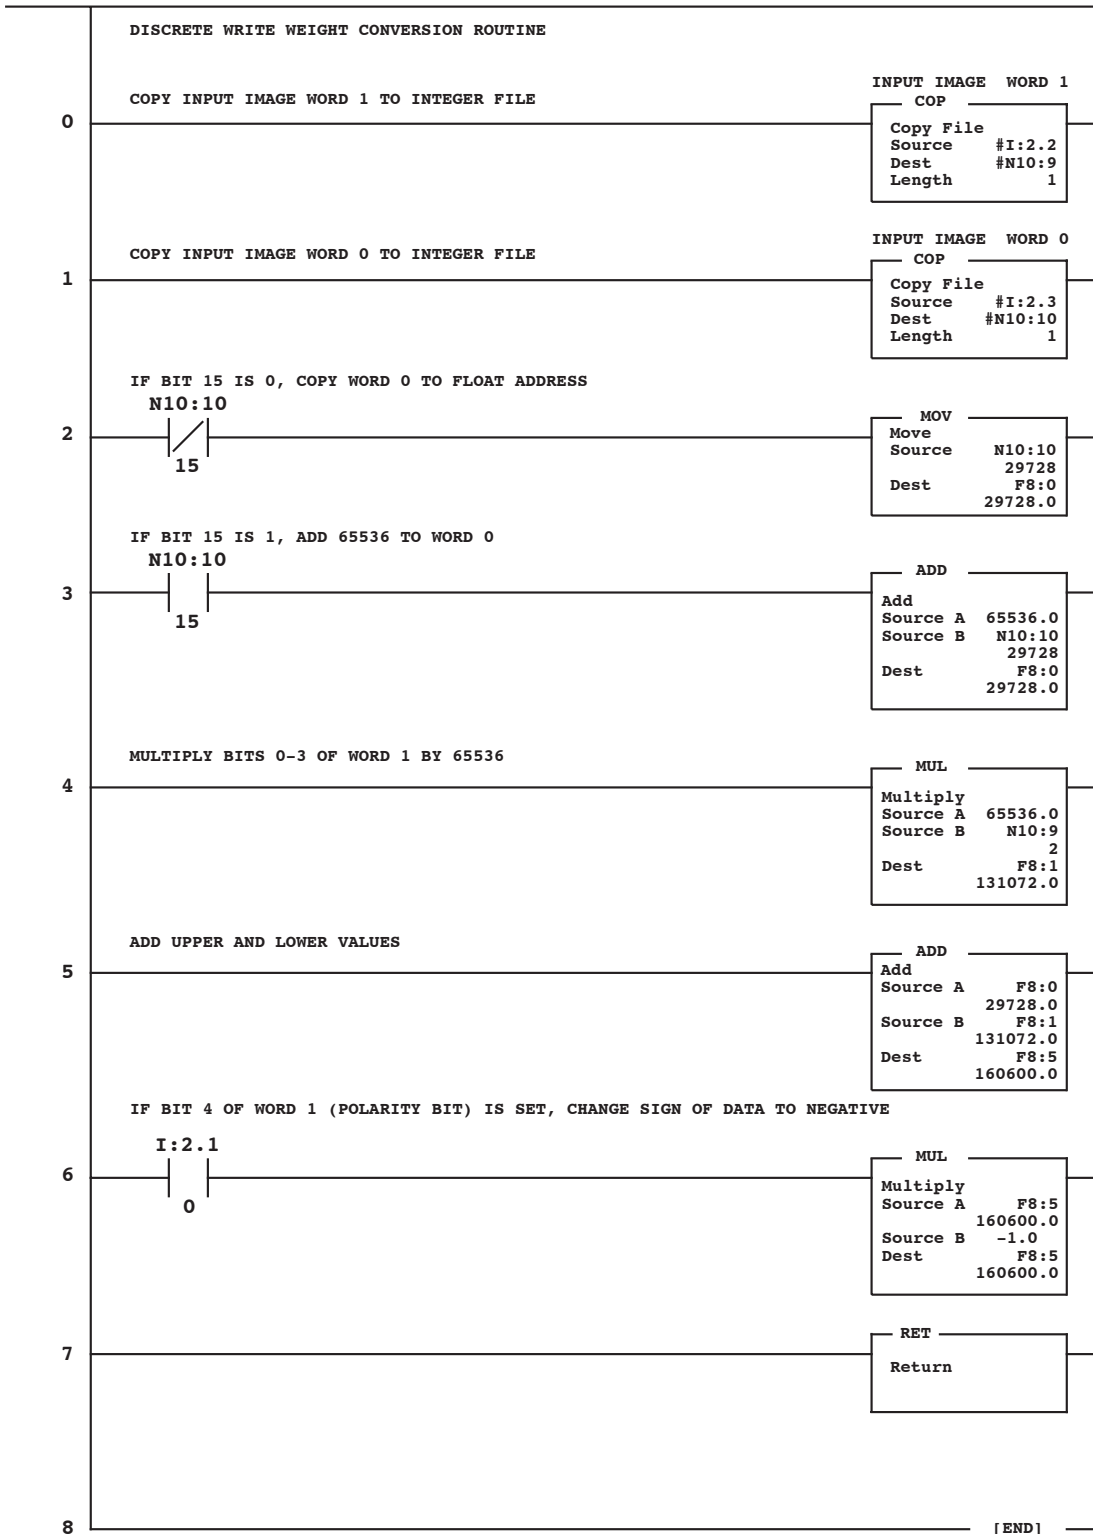 DISCRETE WRITE WEIGHT CONVERSION ROUTINE
INPUT IMAGE WORD 1
COPY INPUT IMAGE WORD 1 TO INTEGER FILE
COP
0
Copy File
Source #I:2.2
Dest #N10:9
Length 1
INPUT IMAGE WORD 0
COPY INPUT IMAGE WORD 0 TO INTEGER FILE
COP
1
Copy File
Source #I:2.3
Dest #N10:10
Length 1
IF BIT 15 IS 0, COPY WORD 0 TO FLOAT ADDRESS
N10:10
MOV
2
Move
Source N10:10
15
29728
Dest F8:0
29728.0
IF BIT 15 IS 1, ADD 65536 TO WORD 0
N10:10
ADD
3
Add
Source A 65536.0
15
Source B N10:10
29728
Dest F8:0
29728.0
MULTIPLY BITS 0-3 OF WORD 1 BY 65536
MUL
4
Multiply
Source A 65536.0
Source B N10:9
2
Dest F8:1
131072.0
ADD UPPER AND LOWER VALUES
ADD
5
Add
Source A F8:0
29728.0
Source B F8:1
131072.0
Dest F8:5
160600.0
IF BIT 4 OF WORD 1 (POLARITY BIT) IS SET, CHANGE SIGN OF DATA TO NEGATIVE
I:2.1
MUL
6
Multiply
Source A F8:5
0
160600.0
Source B -1.0
Dest F8:5
160600.0
RET
7
Return
8
[END]